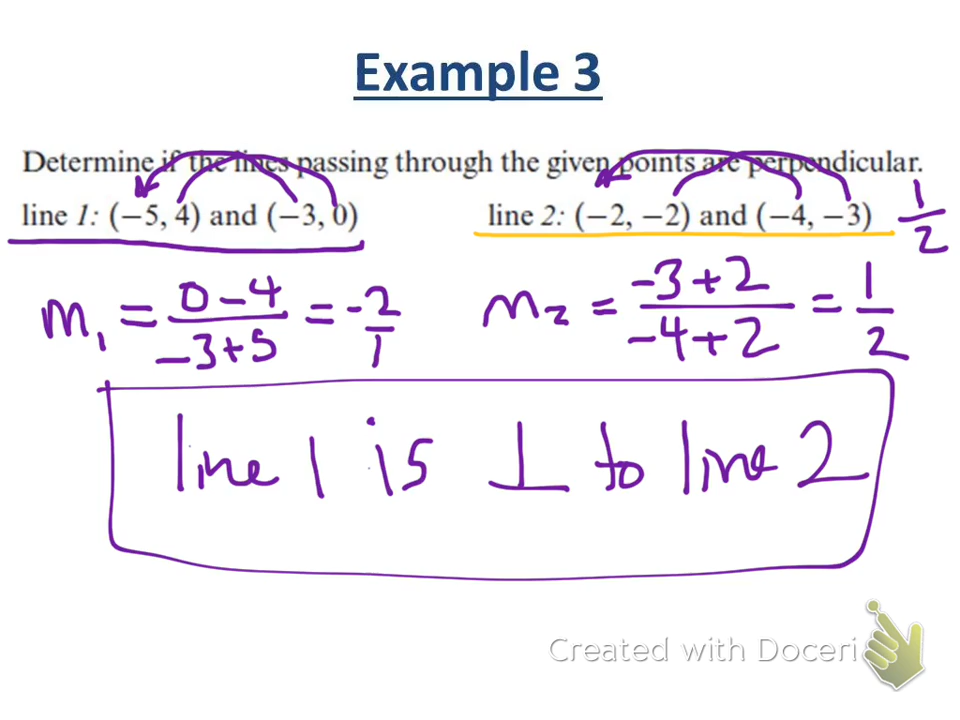 Example 3
Determine if the lines passing through the given points are perpendicular.
line 1: (−5, 4) and (−3, 0)
line 2: (−2, −2) and (−4, −3)
1/2
m₁ = (0−4)/(−3+5) = −2/1
m₂ = (−3+2)/(−4+2) = 1/2
line 1 is ⊥ to line 2
Created with Doceri